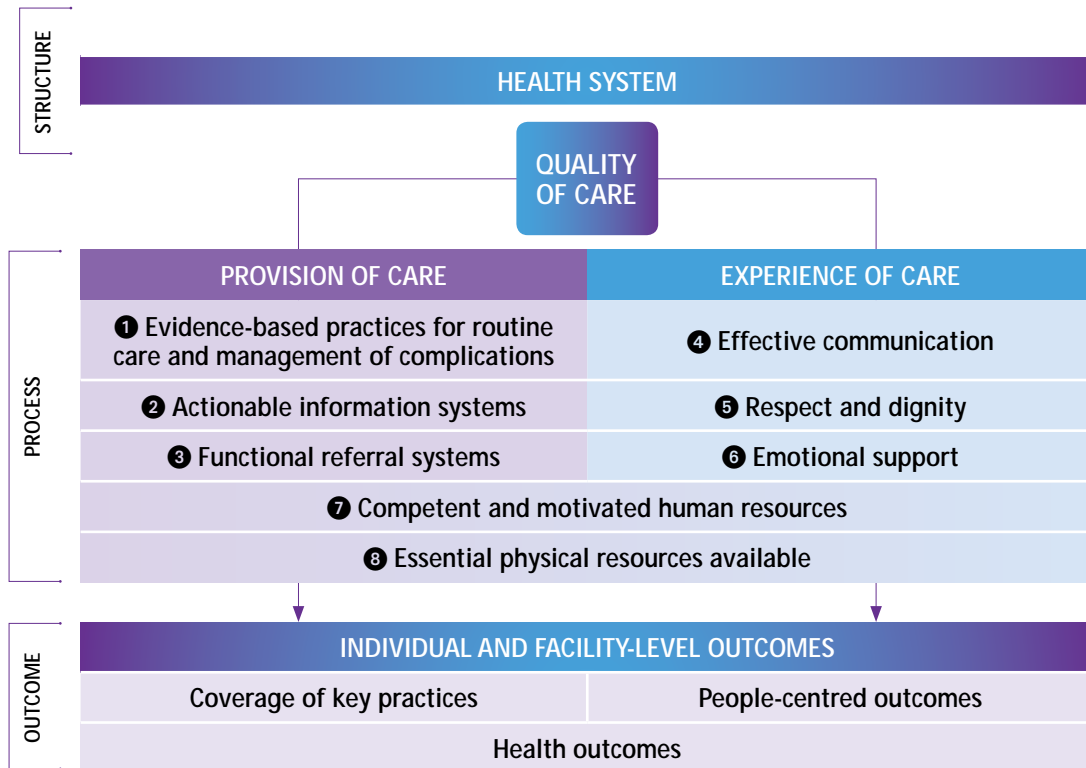 STRUCTURE
HEALTH SYSTEM
QUALITY
OF CARE
PROCESS
PROVISION OF CARE
EXPERIENCE OF CARE
❶ Evidence-based practices for routine
care and management of complications
❹ Effective communication
❷ Actionable information systems
❺ Respect and dignity
❸ Functional referral systems
❻ Emotional support
❼ Competent and motivated human resources
❽ Essential physical resources available
OUTCOME
INDIVIDUAL AND FACILITY-LEVEL OUTCOMES
Coverage of key practices
People-centred outcomes
Health outcomes